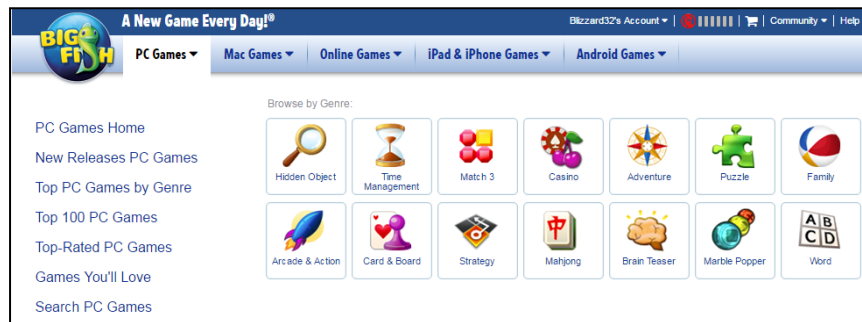 BIG
FISH
A New Game Every Day!®
Blizzard32's Account
Community
Help
PC Games
Mac Games
Online Games
iPad & iPhone Games
Android Games
PC Games Home
New Releases PC Games
Top PC Games by Genre
Top 100 PC Games
Top-Rated PC Games
Games You'll Love
Search PC Games
Browse by Genre:
Hidden Object
Time
Management
Match 3
Casino
Adventure
Puzzle
Family
Arcade & Action
Card & Board
Strategy
中
Mahjong
Brain Teaser
Marble Popper
A B
C D
Word